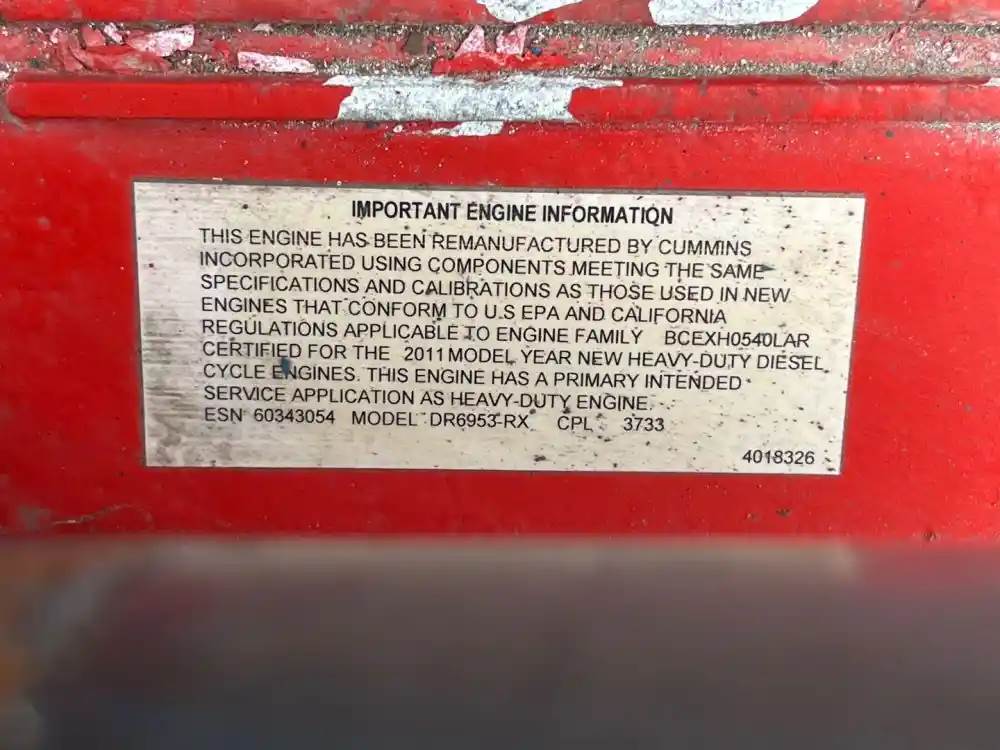 IMPORTANT ENGINE INFORMATION
THIS ENGINE HAS BEEN REMANUFACTURED BY CUMMINS
INCORPORATED USING COMPONENTS MEETING THE SAME
SPECIFICATIONS AND CALIBRATIONS AS THOSE USED IN NEW
ENGINES THAT CONFORM TO U.S EPA AND CALIFORNIA
REGULATIONS APPLICABLE TO ENGINE FAMILY BCEXH0540LAR
CERTIFIED FOR THE 2011 MODEL YEAR NEW HEAVY-DUTY DIESEL
CYCLE ENGINES. THIS ENGINE HAS A PRIMARY INTENDED
SERVICE APPLICATION AS HEAVY-DUTY ENGINE.
ESN 60343054 MODEL DR6953-RX CPL 3733
4018326